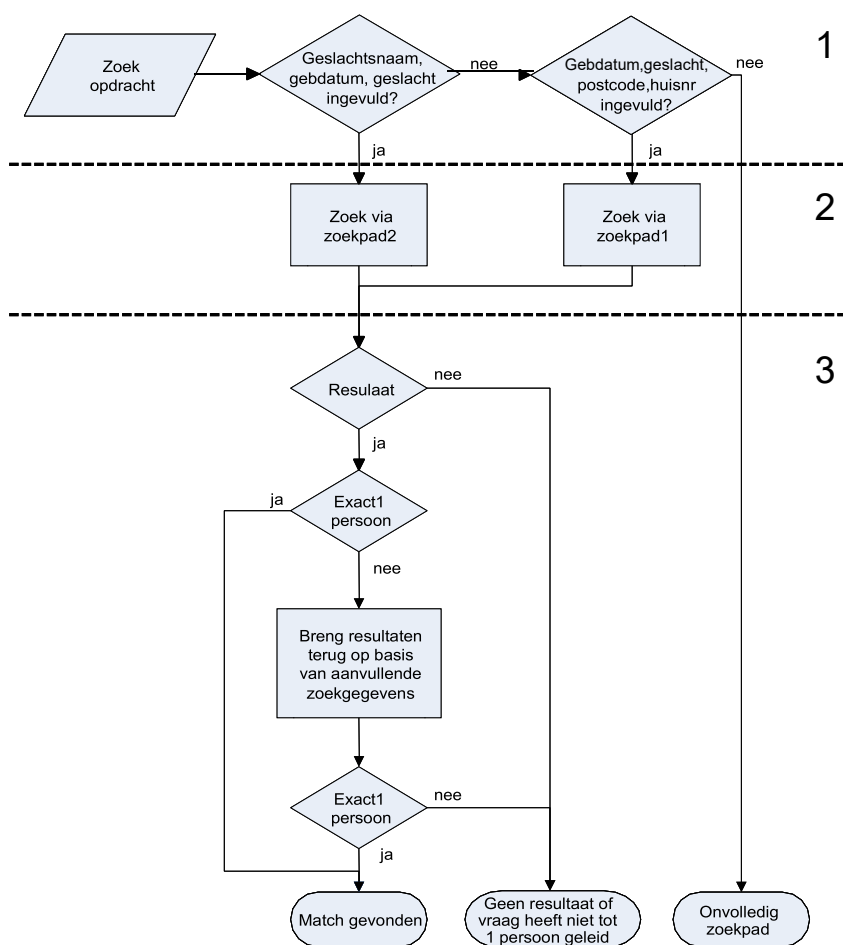 1
Zoek
opdracht
Geslachtsnaam,
gebdatum, geslacht
ingevuld?
nee
Gebdatum,geslacht,
postcode,huisnr
ingevuld?
nee
ja
ja
2
Zoek via
zoekpad2
Zoek via
zoekpad1
3
Resulaat
nee
ja
Exact1
persoon
ja
nee
Breng resultaten
terug op basis
van aanvullende
zoekgegevens
Exact1
persoon
nee
ja
Match gevonden
Geen resultaat of
vraag heeft niet tot
1 persoon geleid
Onvolledig
zoekpad